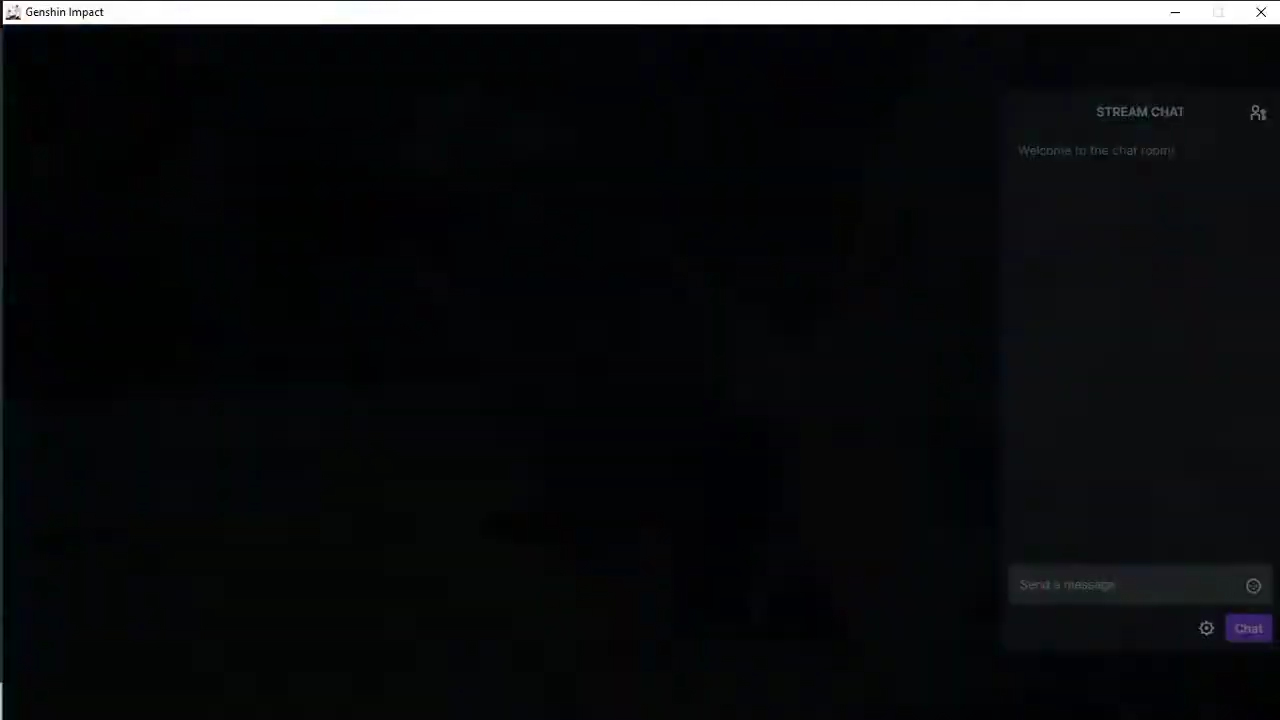 Genshin Impact
STREAM CHAT
Welcome to the chat room!
Send a message
Chat